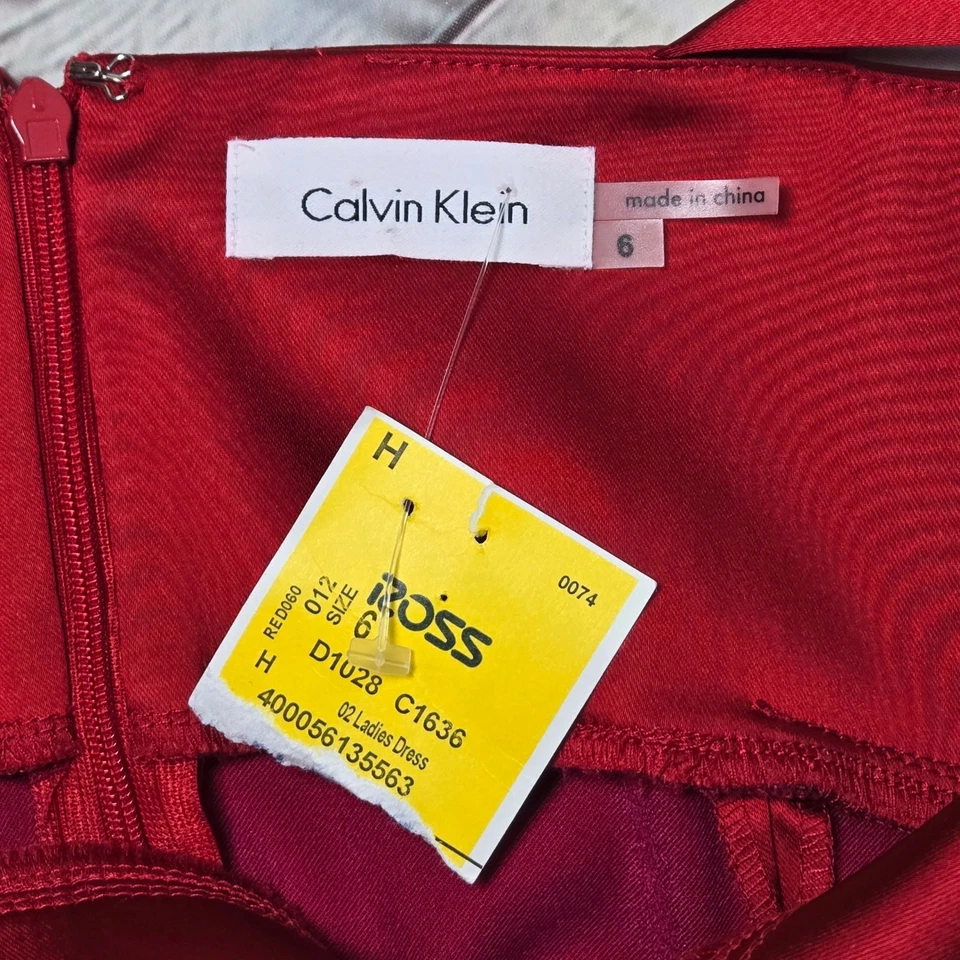 Calvin Klein
made in china
6
H
0074
ROSS
RED060
012
SIZE
6
H
D1028 C1636
02 Ladies Dress
400056135563